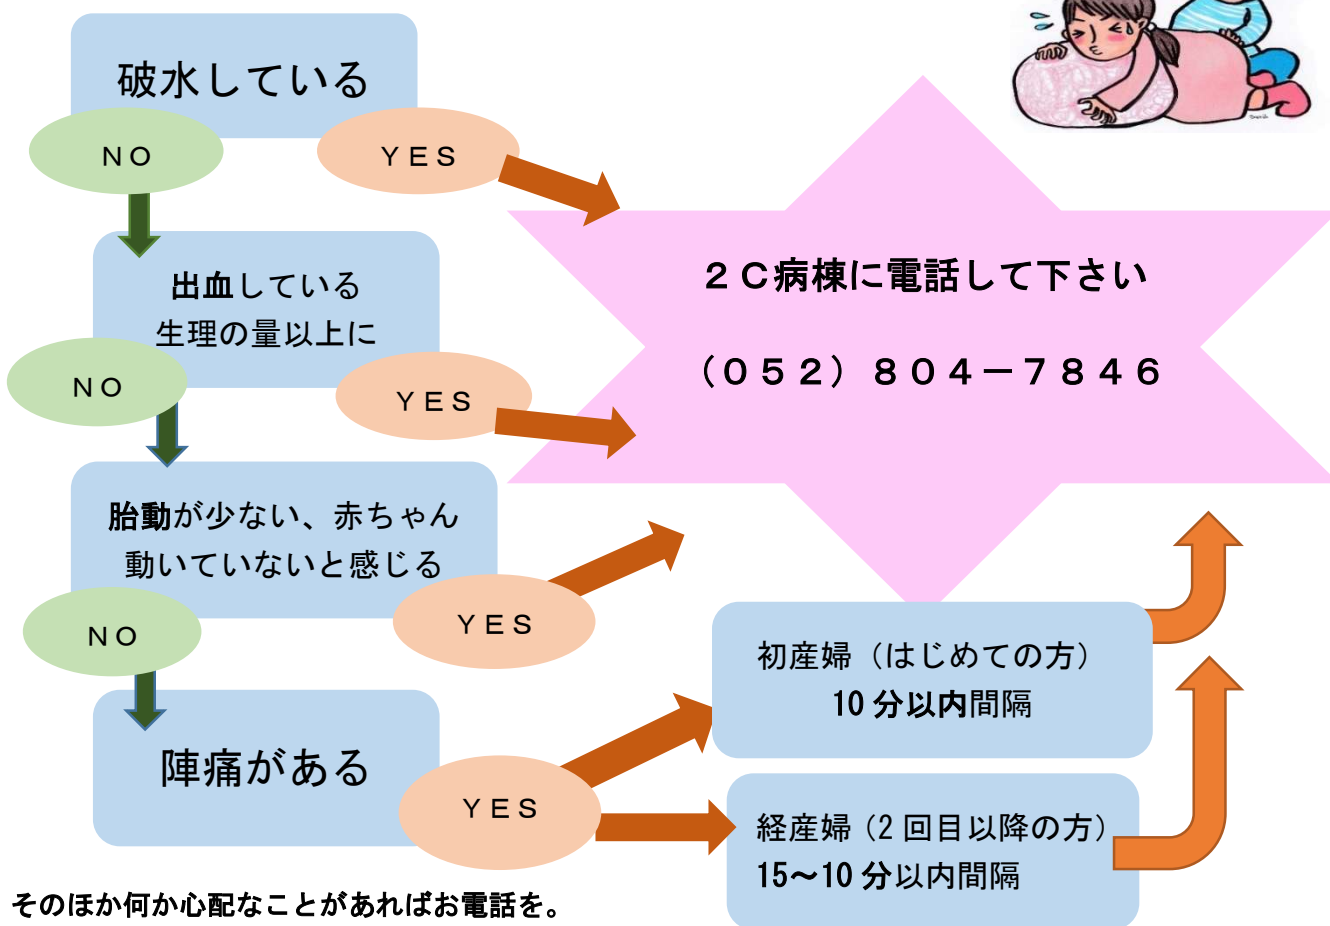 破水している
NO
YES
出血している
生理の量以上に
NO
YES
２Ｃ病棟に電話して下さい
（０５２）８０４－７８４６
胎動が少ない、赤ちゃん
動いていないと感じる
NO
YES
陣痛がある
YES
初産婦（はじめての方）
10 分以内間隔
経産婦（2 回目以降の方）
15～10 分以内間隔
そのほか何か心配なことがあればお電話を。